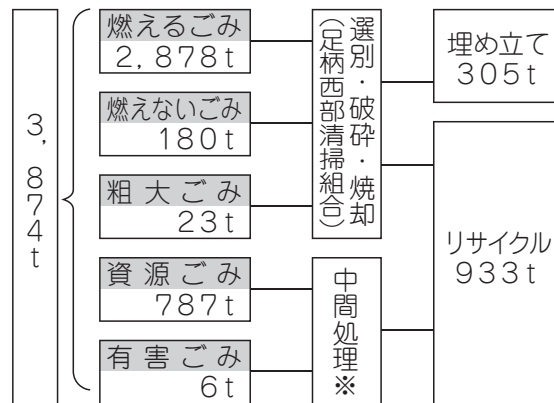 3,874t
燃えるごみ
2,878t
燃えないごみ
180t
粗大ごみ
23t
資源ごみ
787t
有害ごみ
6t
選別・破砕・焼却
(足柄西部清掃組合)
中間処理※
埋め立て
305t
リサイクル
933t